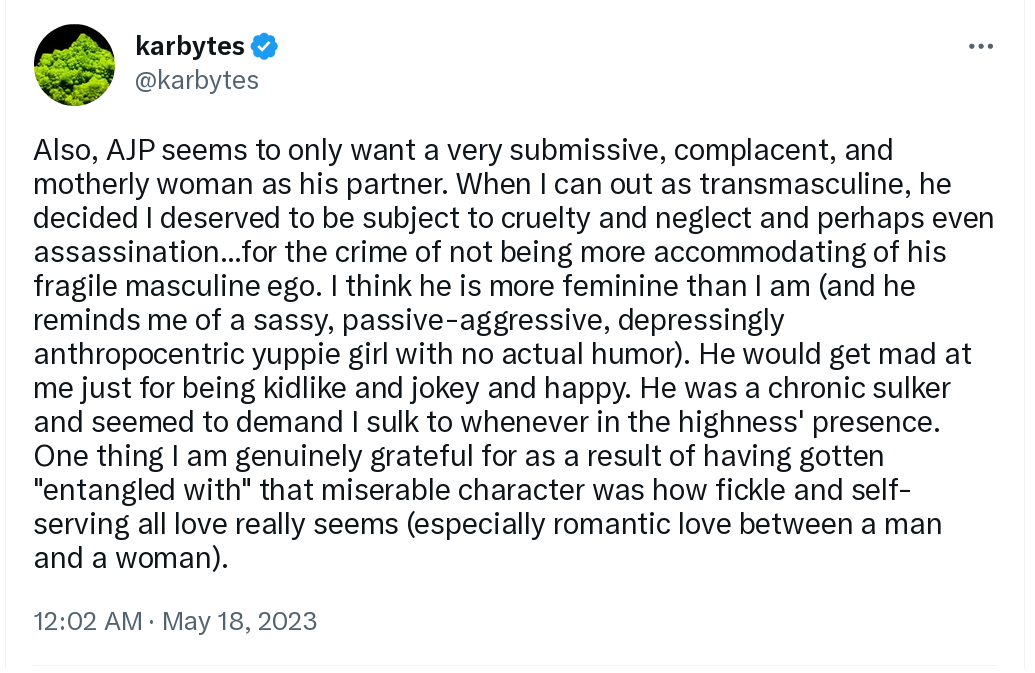 karbytes
@karbytes
Also, AJP seems to only want a very submissive, complacent, and
motherly woman as his partner. When I can out as transmasculine, he
decided I deserved to be subject to cruelty and neglect and perhaps even
assassination...for the crime of not being more accommodating of his
fragile masculine ego. I think he is more feminine than I am (and he
reminds me of a sassy, passive-aggressive, depressingly
anthropocentric yuppie girl with no actual humor). He would get mad at
me just for being kidlike and jokey and happy. He was a chronic sulker
and seemed to demand I sulk to whenever in the highness' presence.
One thing I am genuinely grateful for as a result of having gotten
"entangled with" that miserable character was how fickle and self-
serving all love really seems (especially romantic love between a man
and a woman).
12:02 AM · May 18, 2023